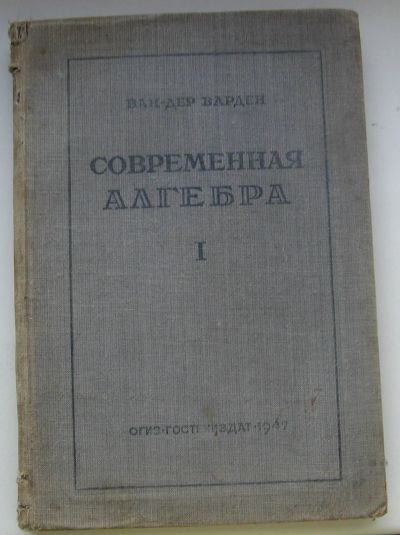 ВАН-ДЕР ВАРДЕН
СОВРЕМЕННАЯ
АЛГЕБРА
I
ОГИЗ·ГОСТЕХИЗДАТ·1947